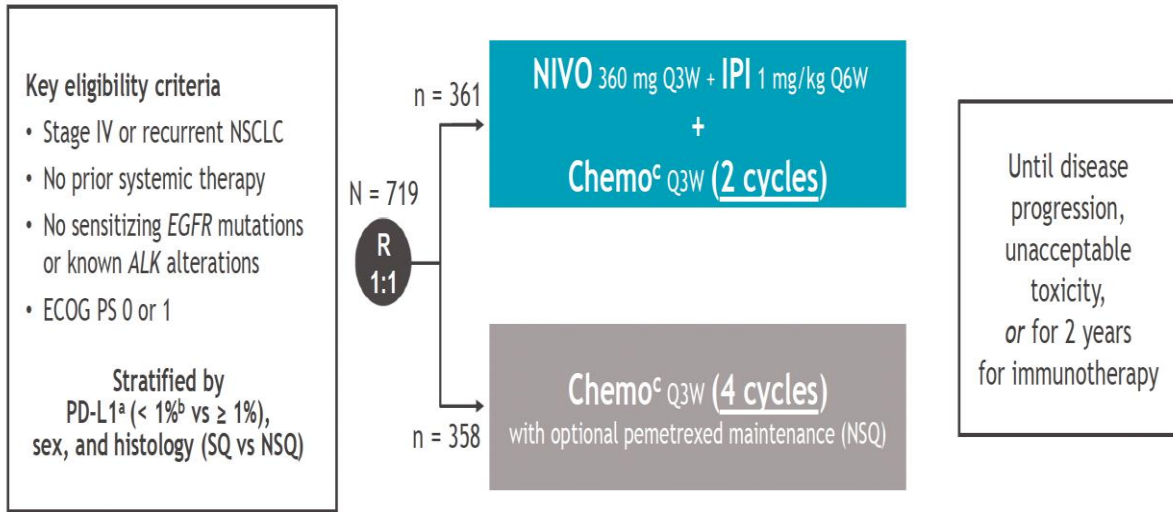 Key eligibility criteria
• Stage IV or recurrent NSCLC
• No prior systemic therapy
• No sensitizing EGFR mutations
or known ALK alterations
• ECOG PS 0 or 1
Stratified by
PD-L1ᵃ (< 1%ᵇ vs ≥ 1%),
sex, and histology (SQ vs NSQ)
N = 719
R
1:1
n = 361
NIVO 360 mg Q3W + IPI 1 mg/kg Q6W
+
Chemoᶜ Q3W (2 cycles)
n = 358
Chemoᶜ Q3W (4 cycles)
with optional pemetrexed maintenance (NSQ)
Until disease
progression,
unacceptable
toxicity,
or for 2 years
for immunotherapy